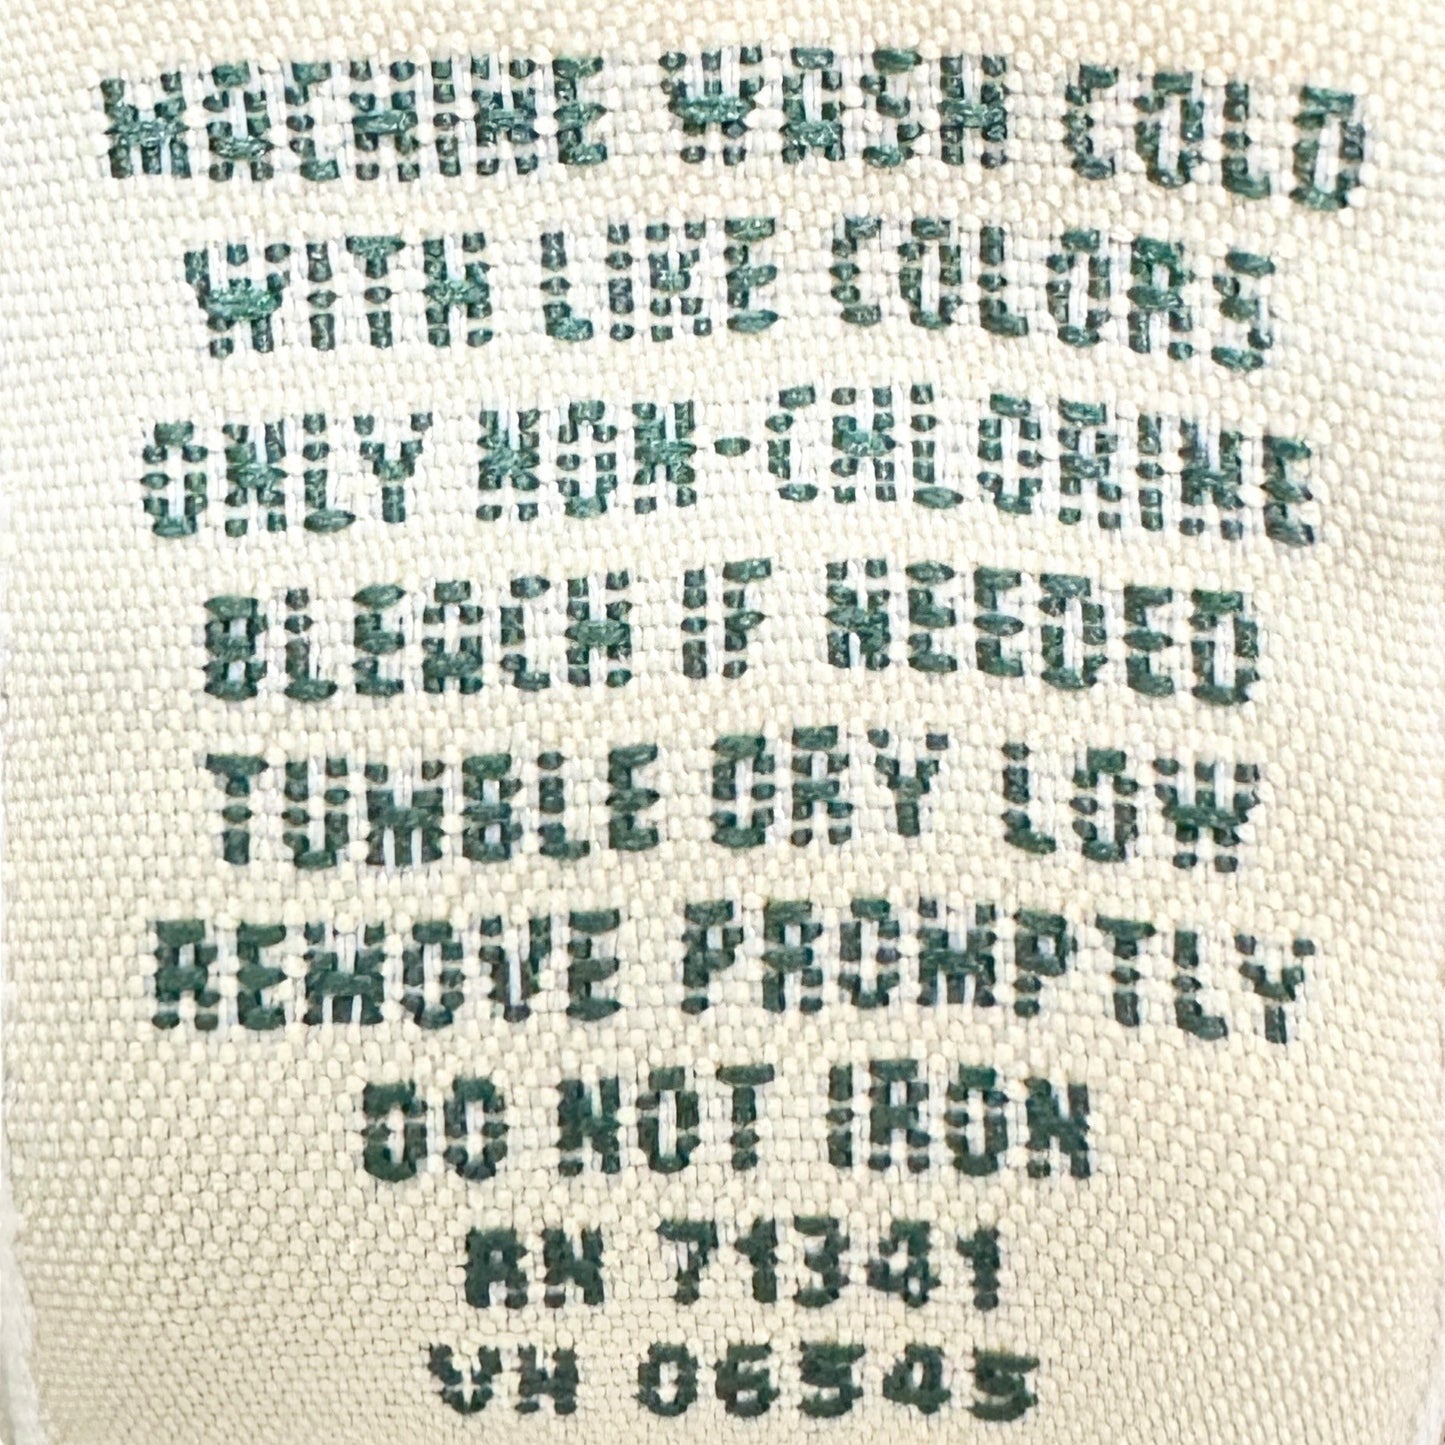 MACHINE WASH COLD
WITH LIKE COLORS
ONLY NON-CHLORINE
BLEACH IF NEEDED
TUMBLE DRY LOW
REMOVE PROMPTLY
DO NOT IRON
RN 71341
VN 06545